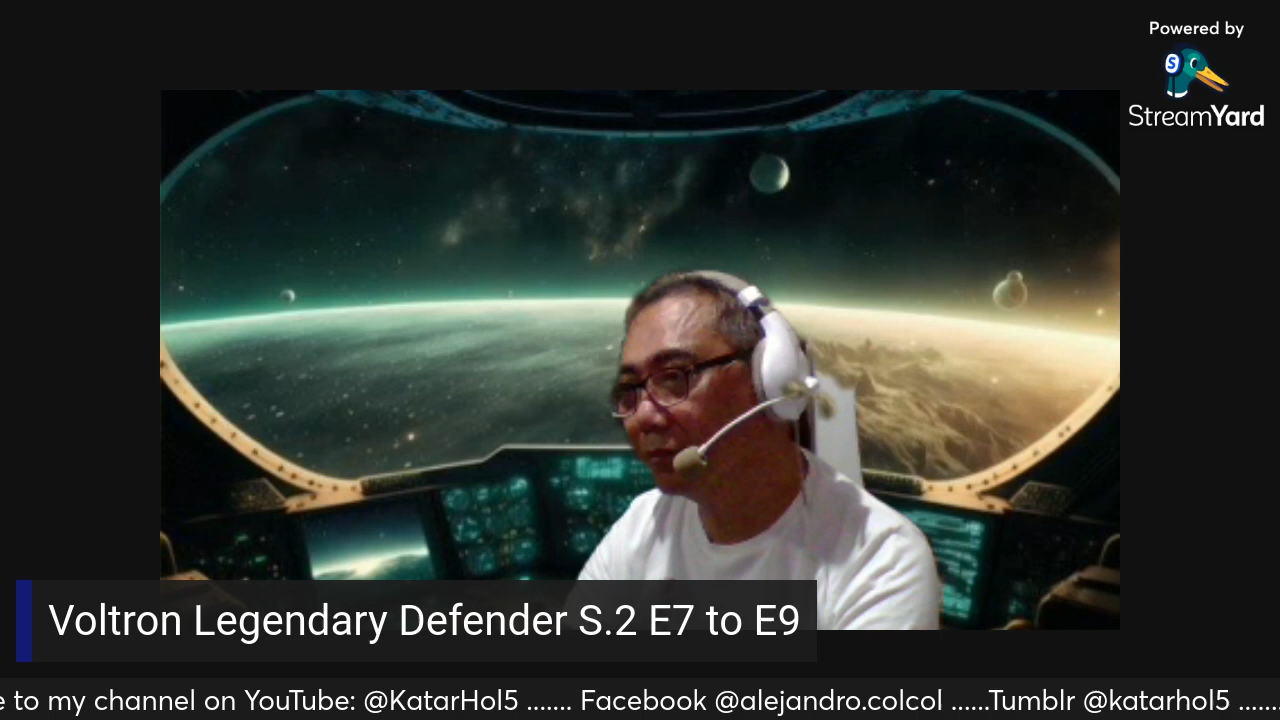 Powered by
S
StreamYard
Voltron Legendary Defender S.2 E7 to E9
e to my channel on YouTube: @KatarHol5 ....... Facebook @alejandro.colcol ......Tumblr @katarhol5 .......